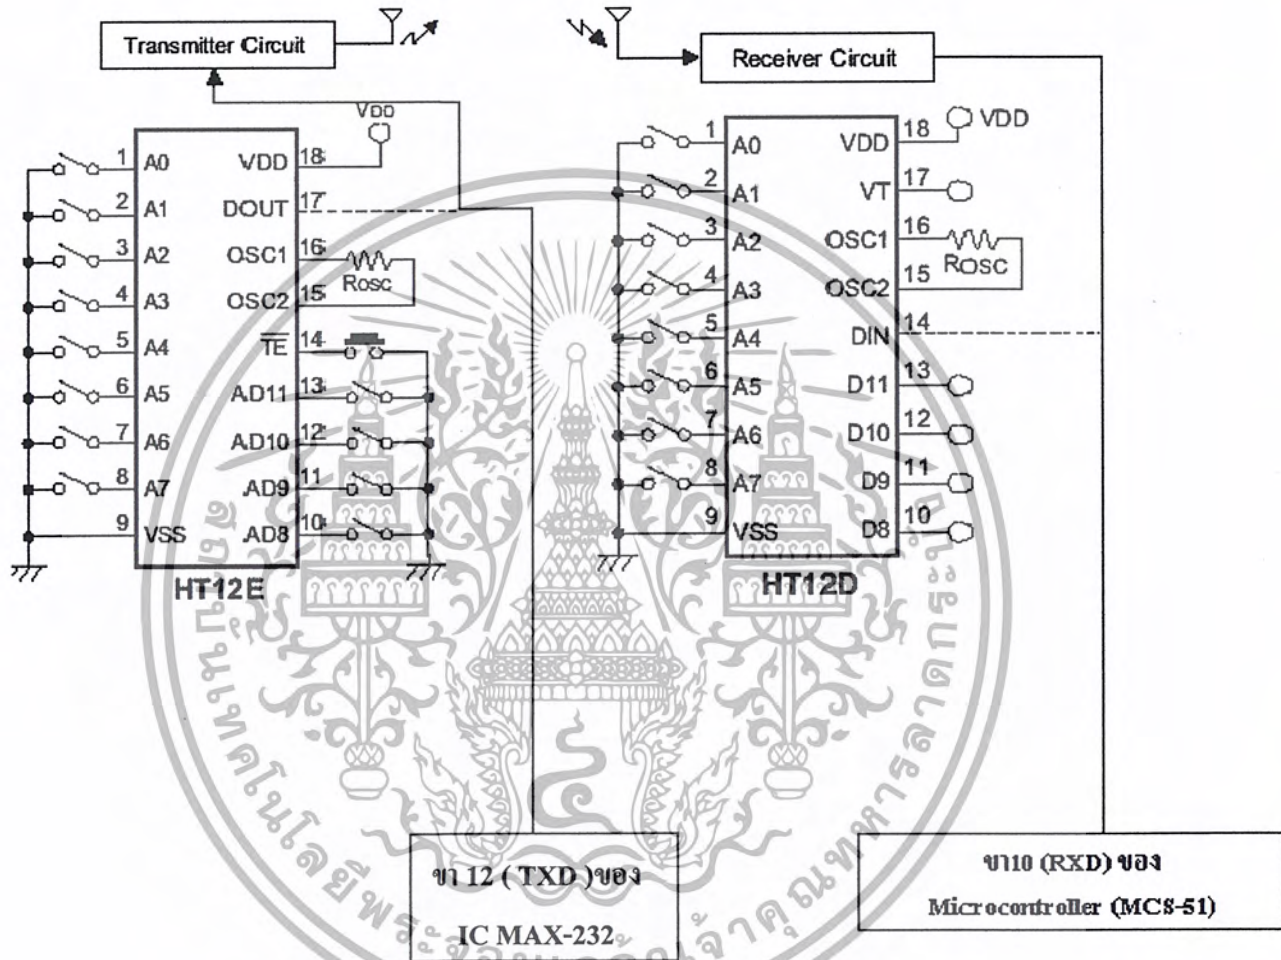 Transmitter Circuit
Receiver Circuit
VDD
VDD
1 A0 VDD 18
2 A1 DOUT 17
3 A2 OSC1 16
Rosc
4 A3 OSC2 15
5 A4 TE 14
6 A5 AD11 13
7 A6 AD10 12
8 A7 AD9 11
9 VSS AD8 10
HT12E
1 A0 VDD 18
2 A1 VT 17
3 A2 OSC1 16
ROSC
4 A3 OSC2 15
5 A4 DIN 14
6 A5 D11 13
7 A6 D10 12
8 A7 D9 11
9 VSS D8 10
HT12D
ขา 12 ( TXD )ของ
IC MAX-232
ขา10 (RXD) ของ
Microcontroller (MCS-51)